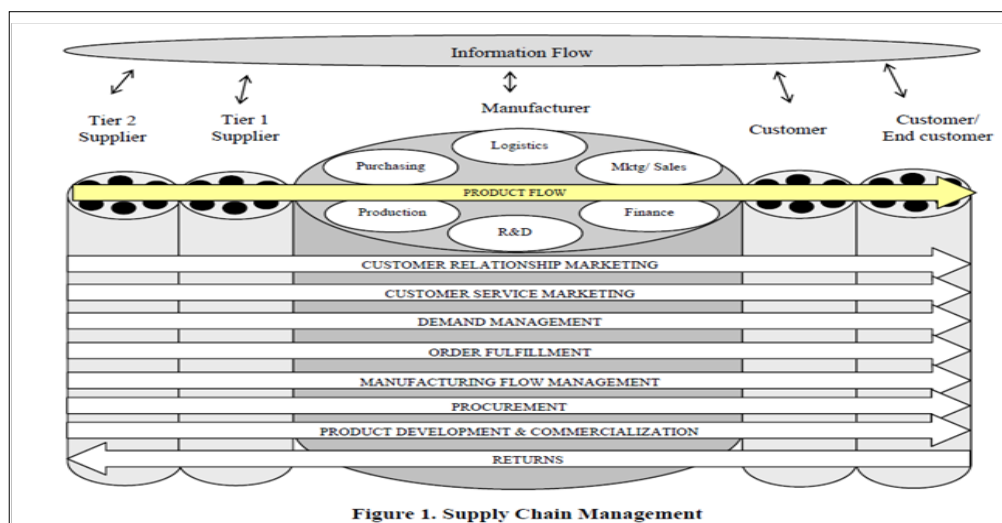 Information Flow
Tier 2
Supplier
Tier 1
Supplier
Manufacturer
Customer
Customer/
End customer
Logistics
Purchasing
Mktg/ Sales
PRODUCT FLOW
Production
Finance
R&D
CUSTOMER RELATIONSHIP MARKETING
CUSTOMER SERVICE MARKETING
DEMAND MANAGEMENT
ORDER FULFILLMENT
MANUFACTURING FLOW MANAGEMENT
PROCUREMENT
PRODUCT DEVELOPMENT & COMMERCIALIZATION
RETURNS
Figure 1. Supply Chain Management